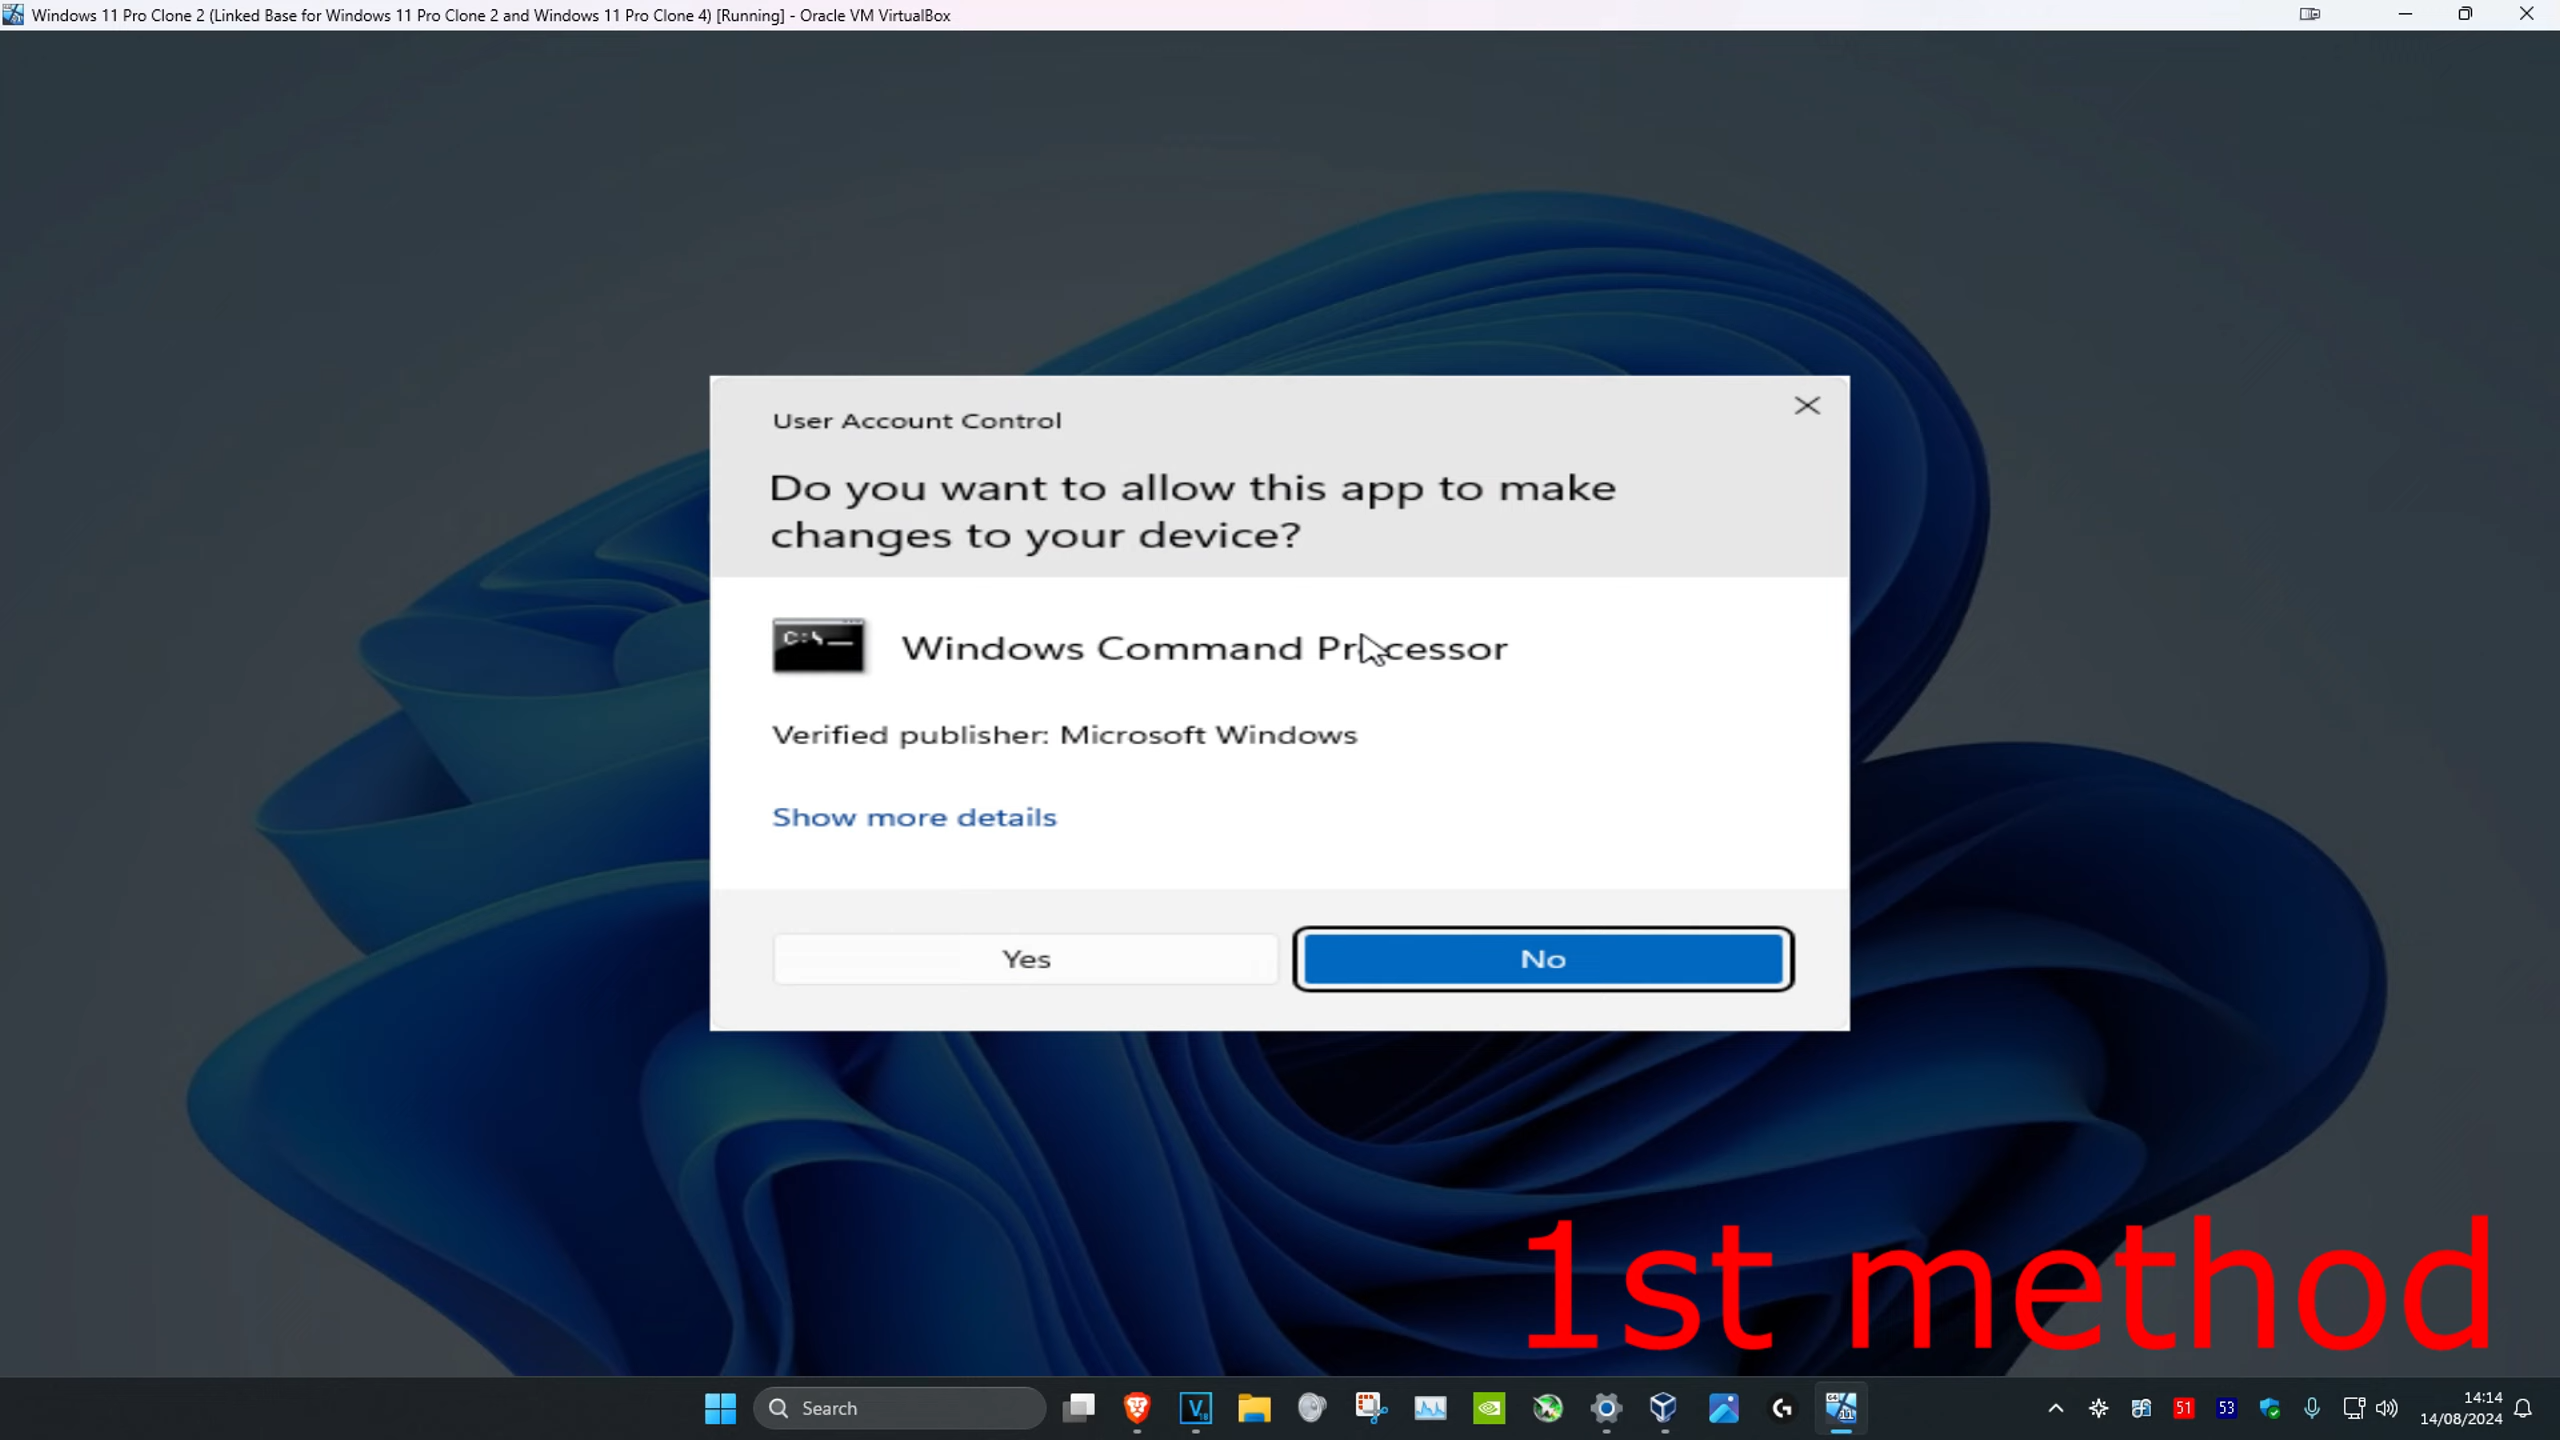 Windows 11 Pro Clone 2 (Linked Base for Windows 11 Pro Clone 2 and Windows 11 Pro Clone 4) [Running] - Oracle VM VirtualBox
User Account Control
Do you want to allow this app to make
changes to your device?
C:\
Windows Command Processor
Verified publisher: Microsoft Windows
Show more details
Yes
No
1st method
Search
51
53
14:14
14/08/2024